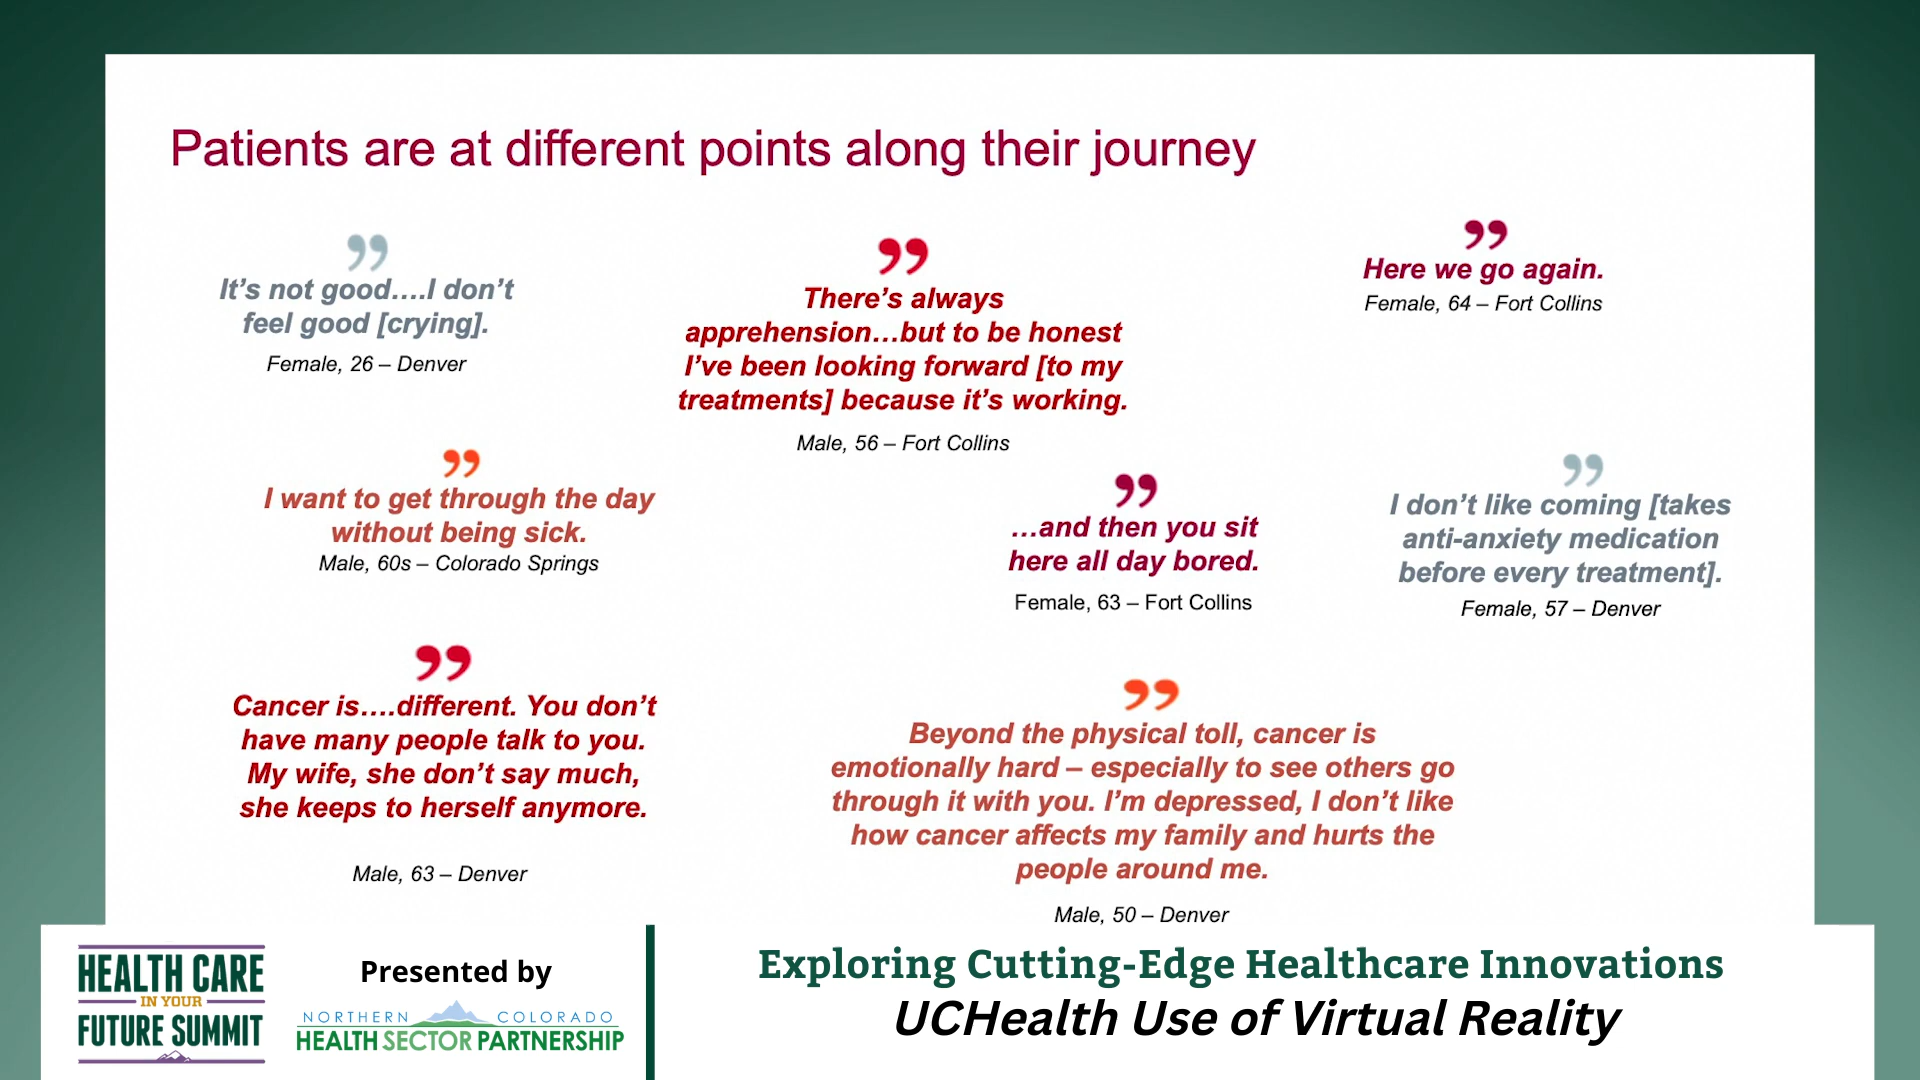 Patients are at different points along their journey
”
It’s not good….I don’t
feel good [crying].
Female, 26 – Denver
”
There’s always
apprehension…but to be honest
I’ve been looking forward [to my
treatments] because it’s working.
Male, 56 – Fort Collins
”
Here we go again.
Female, 64 – Fort Collins
”
I want to get through the day
without being sick.
Male, 60s – Colorado Springs
”
…and then you sit
here all day bored.
Female, 63 – Fort Collins
”
I don’t like coming [takes
anti-anxiety medication
before every treatment].
Female, 57 – Denver
”
Cancer is….different. You don’t
have many people talk to you.
My wife, she don’t say much,
she keeps to herself anymore.
Male, 63 – Denver
”
Beyond the physical toll, cancer is
emotionally hard – especially to see others go
through it with you. I’m depressed, I don’t like
how cancer affects my family and hurts the
people around me.
Male, 50 – Denver
HEALTH CARE
IN YOUR
FUTURE SUMMIT
Presented by
NORTHERN COLORADO
HEALTH SECTOR PARTNERSHIP
Exploring Cutting-Edge Healthcare Innovations
UCHealth Use of Virtual Reality